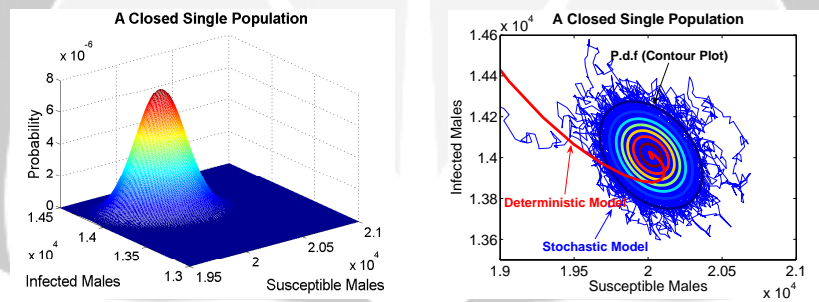 A Closed Single Population
x 10^-6
8
6
4
2
0
Probability
1.45
1.4
1.35
1.3
x 10^4
Infected Males
1.95
2
2.05
2.1
x 10^4
Susceptible Males
A Closed Single Population
x 10^4
1.46
1.44
1.42
1.4
1.38
1.36
Infected Males
P.d.f (Contour Plot)
Deterministic Model
Stochastic Model
1.9
1.95
2
2.05
2.1
Susceptible Males
x 10^4